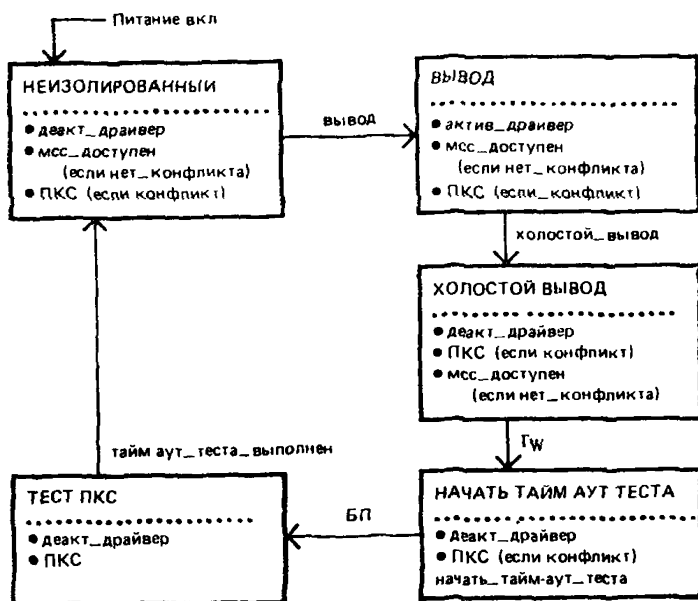 Питание вкл
НЕИЗОЛИРОВАННЫЙ
• деакт_драйвер
• мсс_доступен
(если нет_конфликта)
• ПКС (если конфликт)
вывод
ВЫВОД
• актив_драйвер
• мсс_доступен
(если нет_конфликта)
• ПКС (если_конфликт)
холостой_вывод
ХОЛОСТОЙ ВЫВОД
• деакт_драйвер
• ПКС (если конфликт)
• мсс_доступен
(если нет_конфликта)
ГW
НАЧАТЬ ТАЙМ АУТ ТЕСТА
• деакт_драйвер
• ПКС (если конфликт)
начать_тайм-аут_теста
БП
ТЕСТ ПКС
• деакт_драйвер
• ПКС
тайм аут_теста_выполнен